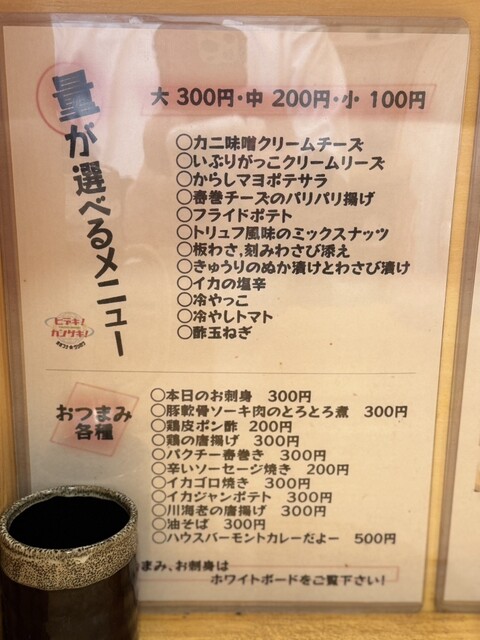 量が選べるメニュー
大 300円・中 200円・小 100円
○カニ味噌クリームチーズ
○いぶりがっこクリームリーズ
○からしマヨポテサラ
○春巻チーズのパリパリ揚げ
○フライドポテト
○トリュフ風味のミックスナッツ
○板わさ,刻みわさび添え
○きゅうりのぬか漬けとわさび漬け
○イカの塩辛
○冷やっこ
○冷やしトマト
○酢玉ねぎ
おつまみ
各種
○本日のお刺身 300円
○豚軟骨ソーキ肉のとろとろ煮 300円
○鶏皮ポン酢 200円
○鶏の唐揚げ 300円
○パクチー春巻き 300円
○辛いソーセージ焼き 200円
○イカゴロ焼き 300円
○イカジャンポテト 300円
○川海老の唐揚げ 300円
○油そば 300円
○ハウスバーモントカレーだよー 500円
まみ、お刺身は
ホワイトボードをご覧下さい!